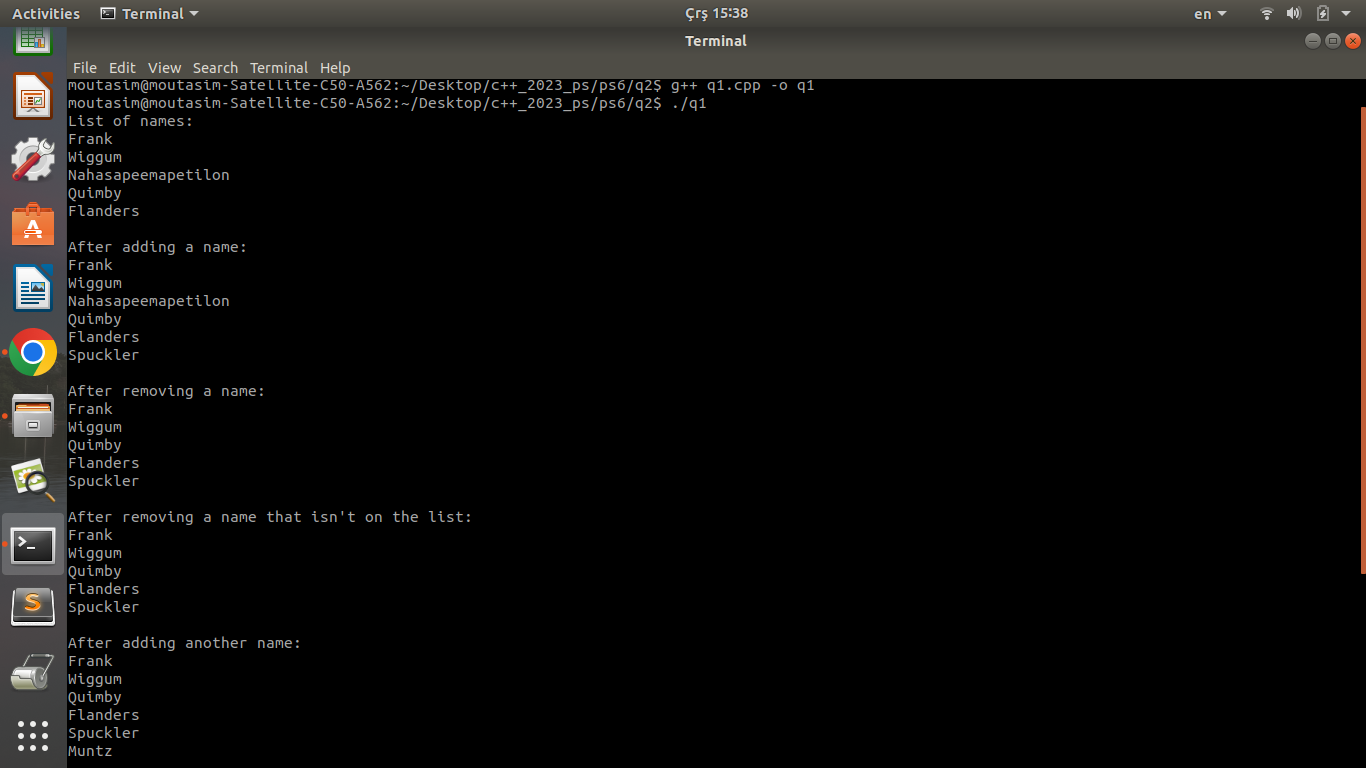 Activities Terminal Çrş 15:38 en
Terminal
File Edit View Search Terminal Help
moutasim@moutasim-Satellite-C50-A562:~/Desktop/c++_2023_ps/ps6/q2$ g++ q1.cpp -o q1
moutasim@moutasim-Satellite-C50-A562:~/Desktop/c++_2023_ps/ps6/q2$ ./q1
List of names:
Frank
Wiggum
Nahasapeemapetilon
Quimby
Flanders

After adding a name:
Frank
Wiggum
Nahasapeemapetilon
Quimby
Flanders
Spuckler

After removing a name:
Frank
Wiggum
Quimby
Flanders
Spuckler

After removing a name that isn't on the list:
Frank
Wiggum
Quimby
Flanders
Spuckler

After adding another name:
Frank
Wiggum
Quimby
Flanders
Spuckler
Muntz